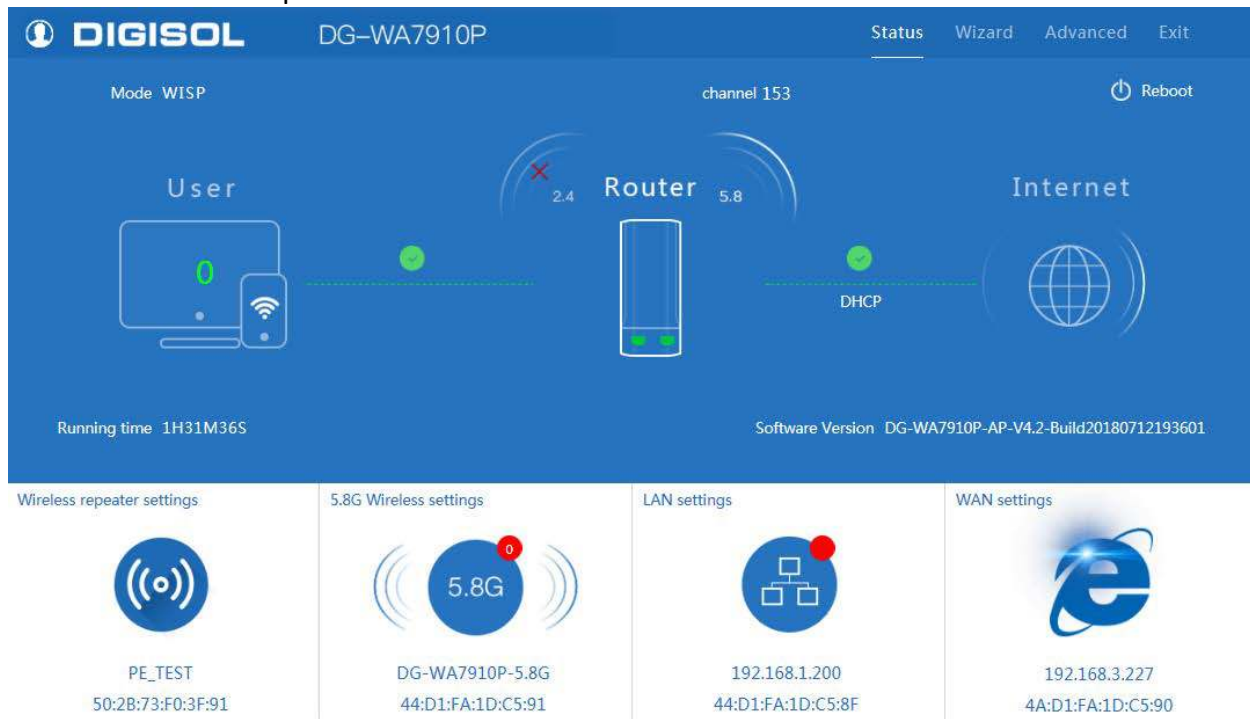 DIGISOL DG-WA7910P Status Wizard Advanced Exit
Mode WISP channel 153 Reboot
User 2.4 Router 5.8 Internet
0
DHCP
Running time 1H31M36S Software Version DG-WA7910P-AP-V4.2-Build20180712193601
Wireless repeater settings 5.8G Wireless settings LAN settings WAN settings
0
5.8G
PE_TEST DG-WA7910P-5.8G 192.168.1.200 192.168.3.227
50:2B:73:F0:3F:91 44:D1:FA:1D:C5:91 44:D1:FA:1D:C5:8F 4A:D1:FA:1D:C5:90